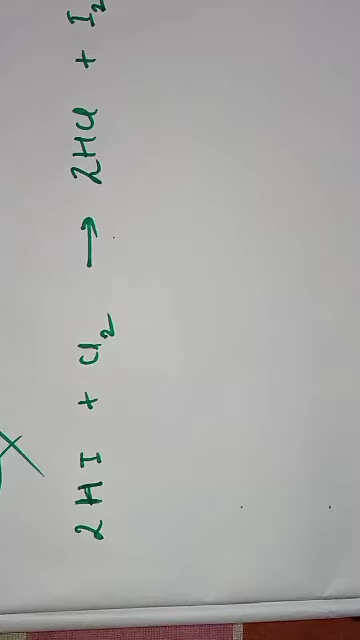 2HI + Cl₂ → 2HCl + I₂